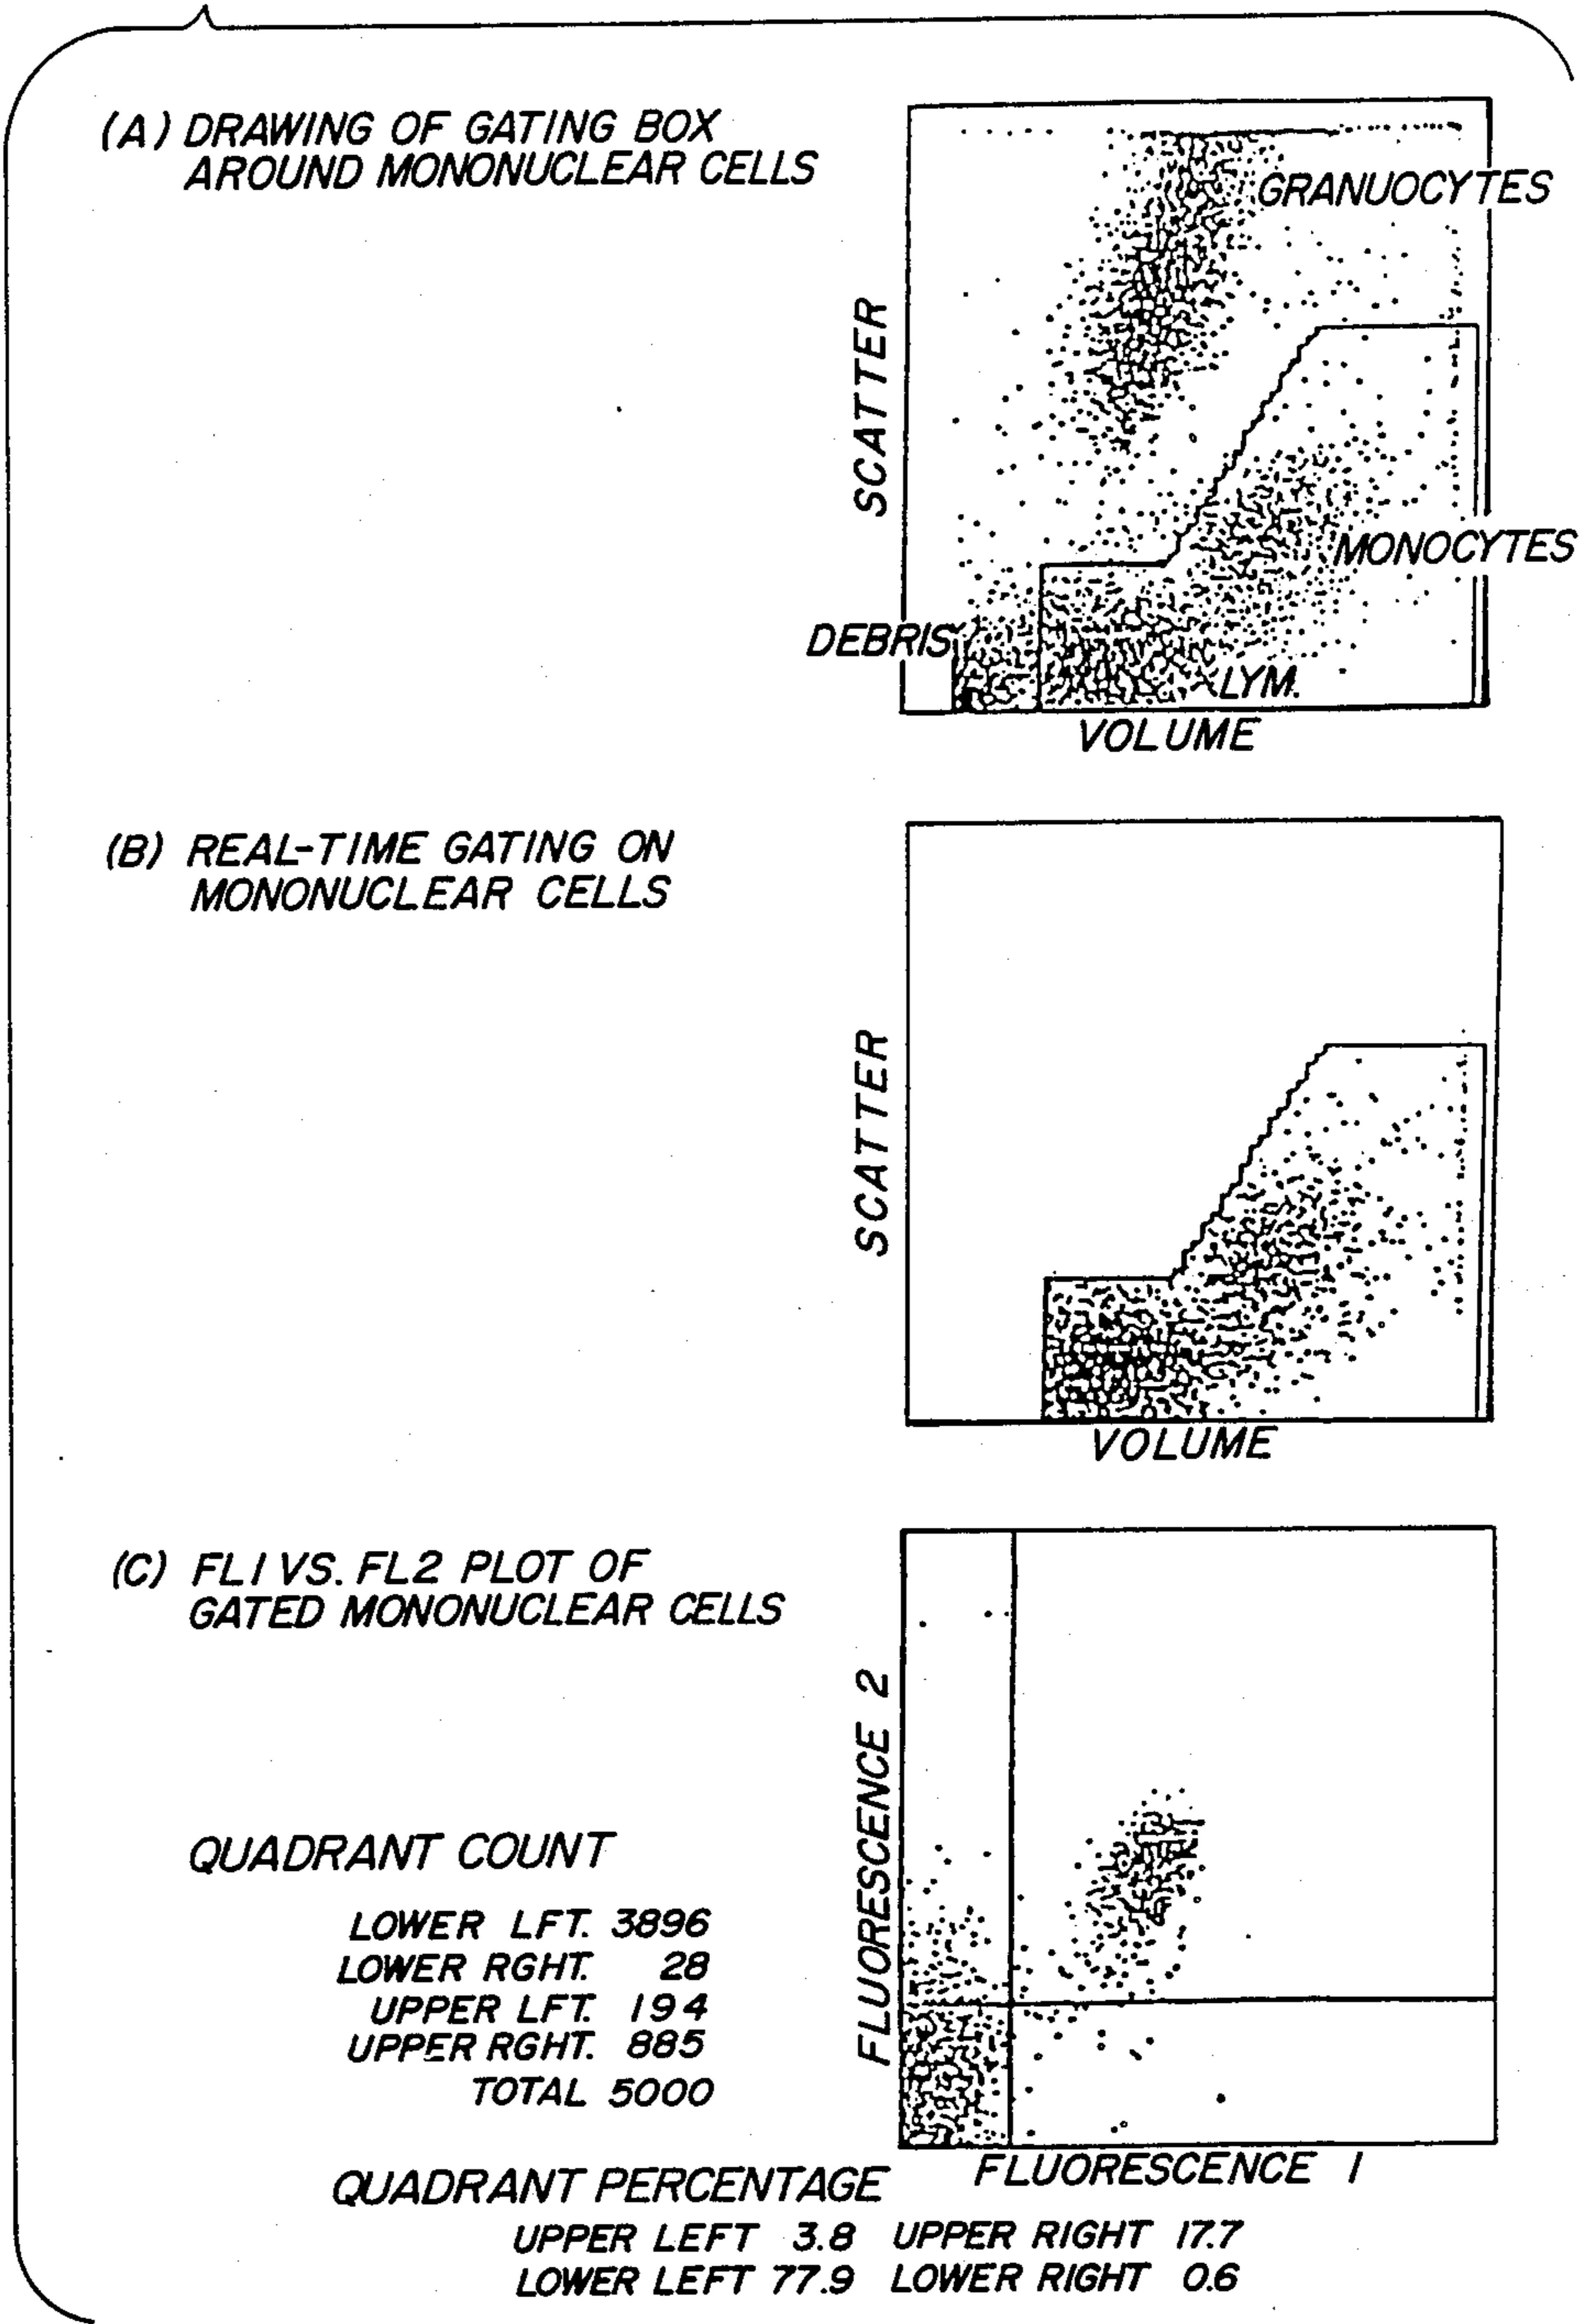 (A) DRAWING OF GATING BOX
AROUND MONONUCLEAR CELLS
GRANUOCYTES
SCATTER
MONOCYTES
DEBRIS
LYM.
VOLUME
(B) REAL-TIME GATING ON
MONONUCLEAR CELLS
SCATTER
VOLUME
(C) FL1 VS. FL2 PLOT OF
GATED MONONUCLEAR CELLS
FLUORESCENCE 2
QUADRANT COUNT
LOWER LFT. 3896
LOWER RGHT. 28
UPPER LFT. 194
UPPER RGHT. 885
TOTAL 5000
FLUORESCENCE 1
QUADRANT PERCENTAGE
UPPER LEFT 3.8 UPPER RIGHT 17.7
LOWER LEFT 77.9 LOWER RIGHT 0.6